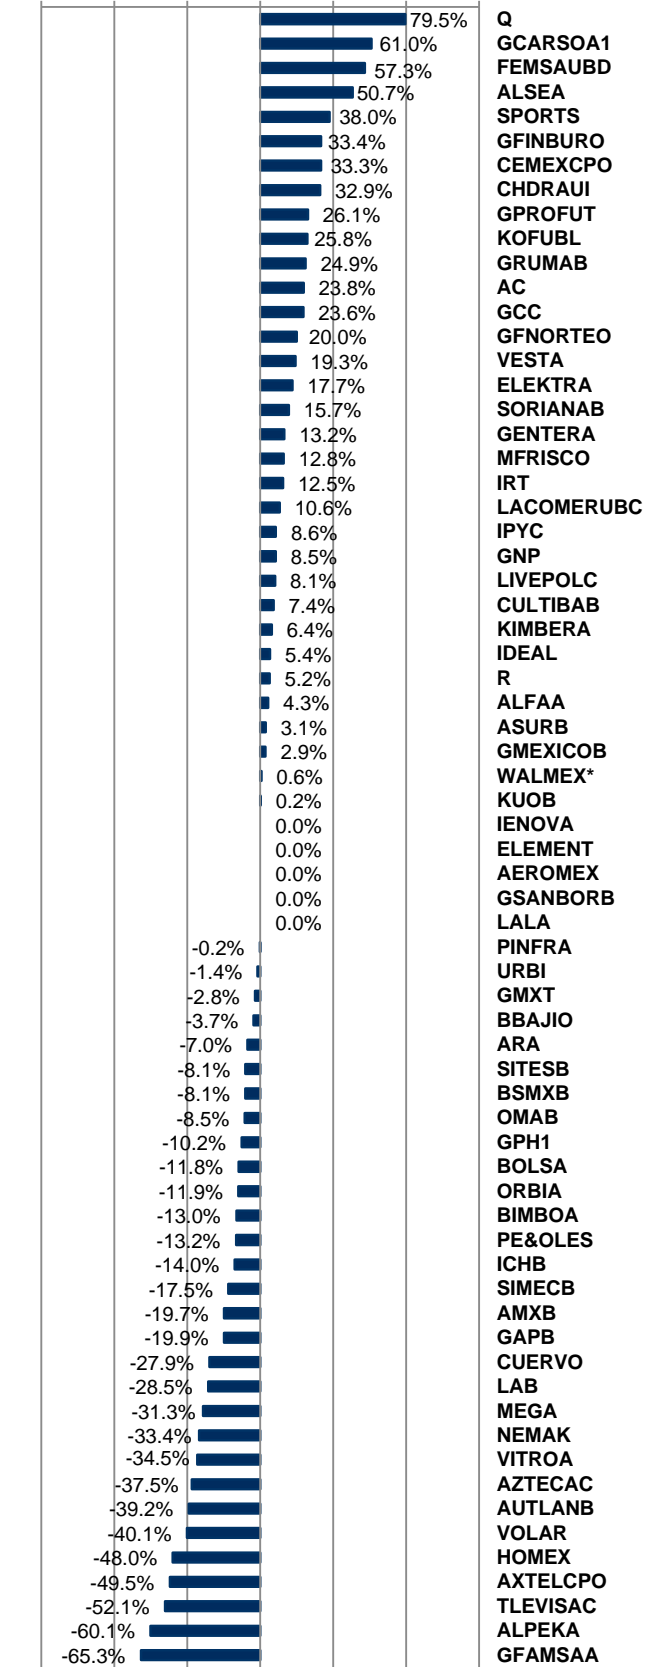 79.5% Q
61.0% GCARSOA1
57.3% FEMSAUBD
50.7% ALSEA
38.0% SPORTS
33.4% GFINBURO
33.3% CEMEXCPO
32.9% CHDRAUI
26.1% GPROFUT
25.8% KOFUBL
24.9% GRUMAB
23.8% AC
23.6% GCC
20.0% GFNORTEO
19.3% VESTA
17.7% ELEKTRA
15.7% SORIANAB
13.2% GENTERA
12.8% MFRISCO
12.5% IRT
10.6% LACOMERUBC
8.6% IPYC
8.5% GNP
8.1% LIVEPOLC
7.4% CULTIBAB
6.4% KIMBERA
5.4% IDEAL
5.2% R
4.3% ALFAA
3.1% ASURB
2.9% GMEXICOB
0.6% WALMEX*
0.2% KUOB
0.0% IENOVA
0.0% ELEMENT
0.0% AEROMEX
0.0% GSANBORB
0.0% LALA
-0.2% PINFRA
-1.4% URBI
-2.8% GMXT
-3.7% BBAJIO
-7.0% ARA
-8.1% SITESB
-8.1% BSMXB
-8.5% OMAB
-10.2% GPH1
-11.8% BOLSA
-11.9% ORBIA
-13.0% BIMBOA
-13.2% PE&OLES
-14.0% ICHB
-17.5% SIMECB
-19.7% AMXB
-19.9% GAPB
-27.9% CUERVO
-28.5% LAB
-31.3% MEGA
-33.4% NEMAK
-34.5% VITROA
-37.5% AZTECAC
-39.2% AUTLANB
-40.1% VOLAR
-48.0% HOMEX
-49.5% AXTELCPO
-52.1% TLEVISAC
-60.1% ALPEKA
-65.3% GFAMSAA